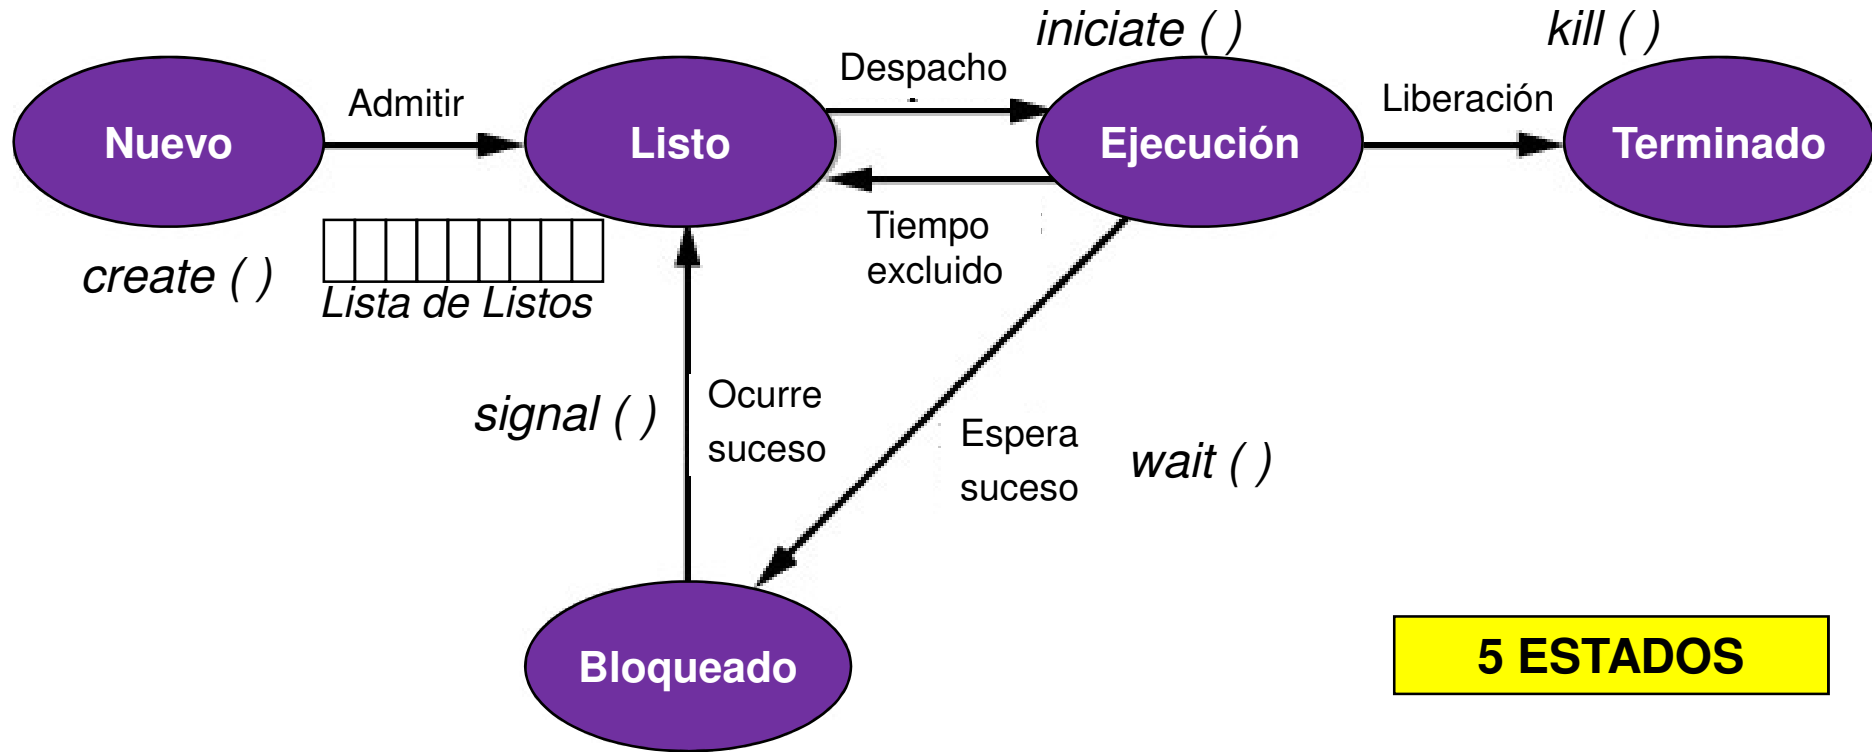 iniciate ( )
kill ( )
Despacho
Admitir
Liberación
Nuevo
Listo
Ejecución
Terminado
Tiempo
excluido
create ( )
Lista de Listos
signal ( )
Ocurre
suceso
Espera
suceso
wait ( )
Bloqueado
5 ESTADOS